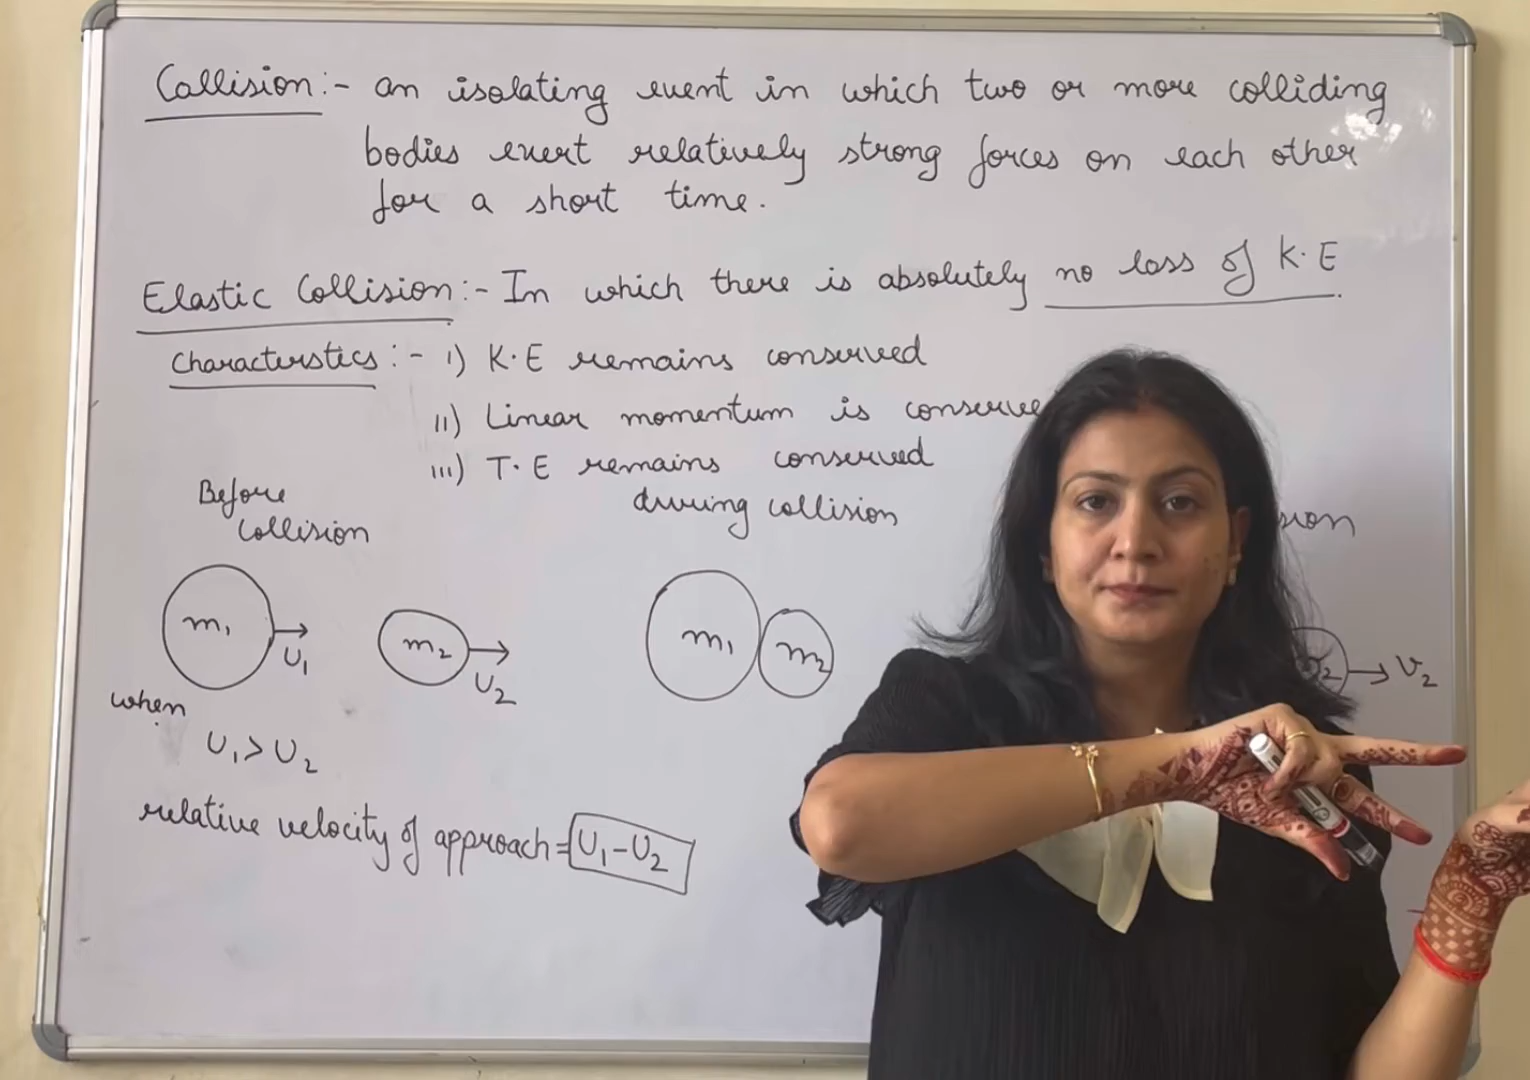 Collision:- an isolating event in which two or more colliding
bodies exert relatively strong forces on each other
for a short time.
Elastic Collision:- In which there is absolutely no loss of K.E.
Characterstics:- i) K.E remains conserved
ii) Linear momentum is conserve
iii) T.E remains conserved
Before
Collision
during collision
m₁
U₁
m₂
U₂
m₁
m₂
V₂
when
U₁ > U₂
relative velocity of approach = U₁ - U₂